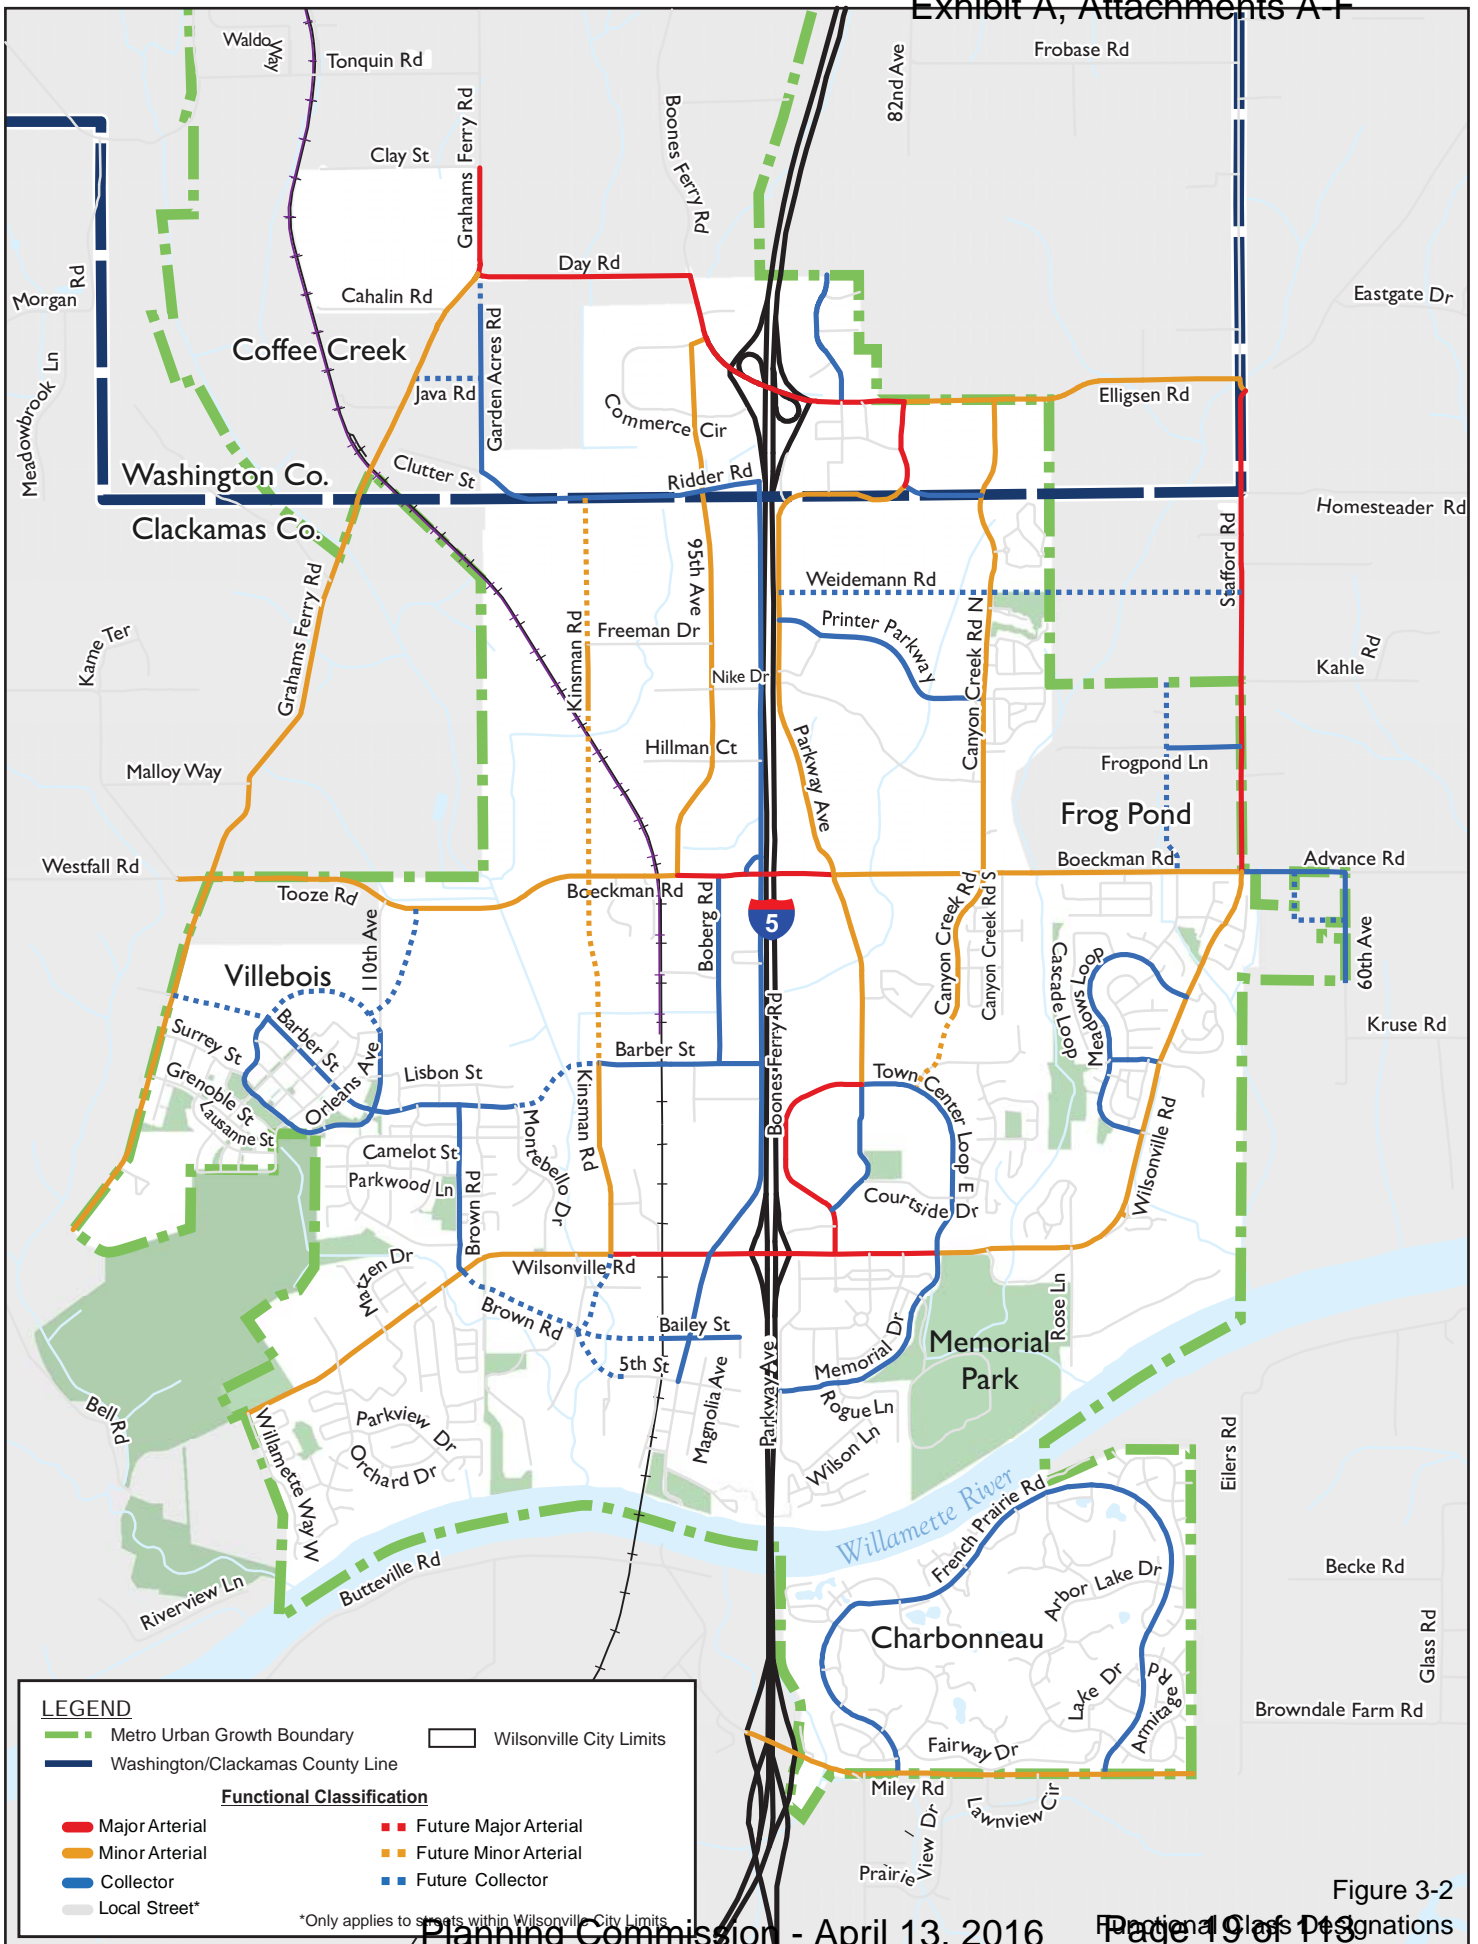 Exhibit A, Attachments A-F
Waldo Way
Tonquin Rd
82nd Ave
Frobase Rd
Grahams Ferry Rd
Boones Ferry Rd
Clay St
Day Rd
Morgan Rd
Cahalin Rd
Eastgate Dr
Coffee Creek
Garden Acres Rd
Java Rd
Elligsen Rd
Meadowbrook Ln
Commerce Cir
Washington Co.
Clutter St
Ridder Rd
Clackamas Co.
Homesteader Rd
95th Ave
Stafford Rd
Weidemann Rd
Grahams Ferry Rd
Kinsman Rd
Freeman Dr
Printer Parkway
Canyon Creek Rd N
Kame Ter
Kahle Rd
Nike Dr
Hillman Ct
Parkway Ave
Malloy Way
Frogpond Ln
Frog Pond
Westfall Rd
Boeckman Rd
Advance Rd
Tooze Rd
Boeckman Rd
110th Ave
Boberg Rd
5
Canyon Creek Rd
Canyon Creek Rd S
Cascade Loop
Meadows Loop
60th Ave
Villebois
Boones Ferry Rd
Kruse Rd
Surrey St
Barber St
Orleans Ave
Barber St
Grenoble St
Lisbon St
Town Center Loop E
Lausanne St
Kinsman Rd
Montebello Dr
Camelot St
Parkwood Ln
Brown Rd
Courtside Dr
Wilsonville Rd
Matzen Dr
Wilsonville Rd
Rose Ln
Brown Rd
Bailey St
Memorial Dr
Memorial
Park
5th St
Parkway Ave
Magnolia Ave
Rogue Ln
Wilson Ln
Bell Rd
Willamette Way W
Parkview Dr
Orchard Dr
Eilers Rd
Willamette River
French Prairie Rd
Butteville Rd
Riverview Ln
Arbor Lake Dr
Becke Rd
Charbonneau
Glass Rd
Lake Dr
Armitage Rd
Browndale Farm Rd
Fairway Dr
Miley Rd
Lawnview Cir
Prairie View Dr
LEGEND
Metro Urban Growth Boundary
Wilsonville City Limits
Washington/Clackamas County Line
Functional Classification
Major Arterial
Future Major Arterial
Minor Arterial
Future Minor Arterial
Collector
Future Collector
Local Street*
*Only applies to streets within Wilsonville City Limits
Figure 3-2
Functional Class Designations
Planning Commission - April 13, 2016
Page 19 of 113